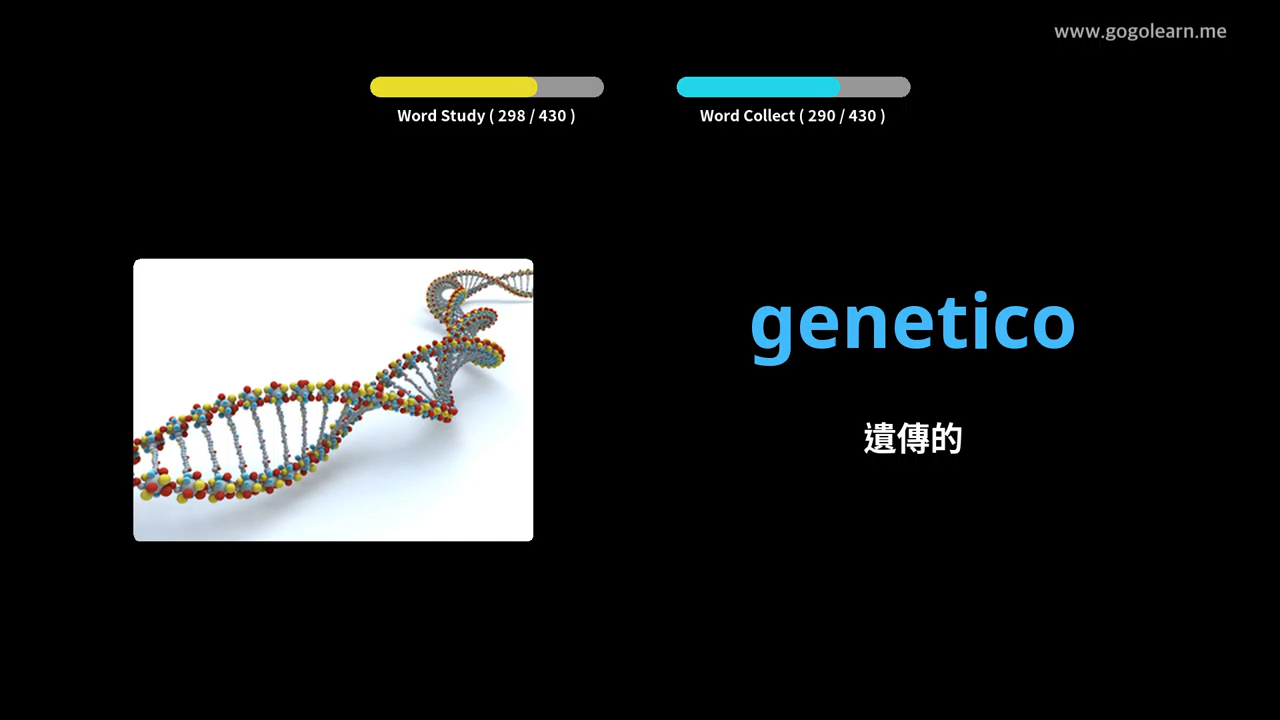 www.gogolearn.me
Word Study ( 298 / 430 )
Word Collect ( 290 / 430 )
genetico
遺傳的